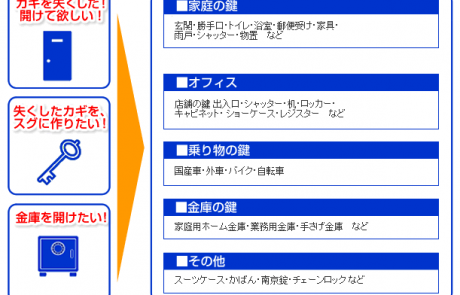 カギを失くした!
開けて欲しい!
失くしたカギを、
スグに作りたい!
金庫を開けたい!
■家庭の鍵
玄関・勝手口・トイレ・浴室・郵便受け・家具・
雨戸・シャッター・物置　など
■オフィス
店舗の鍵 出入口・シャッター・机・ロッカー・
キャビネット・ショーケース・レジスター　など
■乗り物の鍵
国産車・外車・バイク・自転車
■金庫の鍵
家庭用ホーム金庫・業務用金庫・手さげ金庫　など
■その他
スーツケース・かばん・南京錠・チェーンロックなど